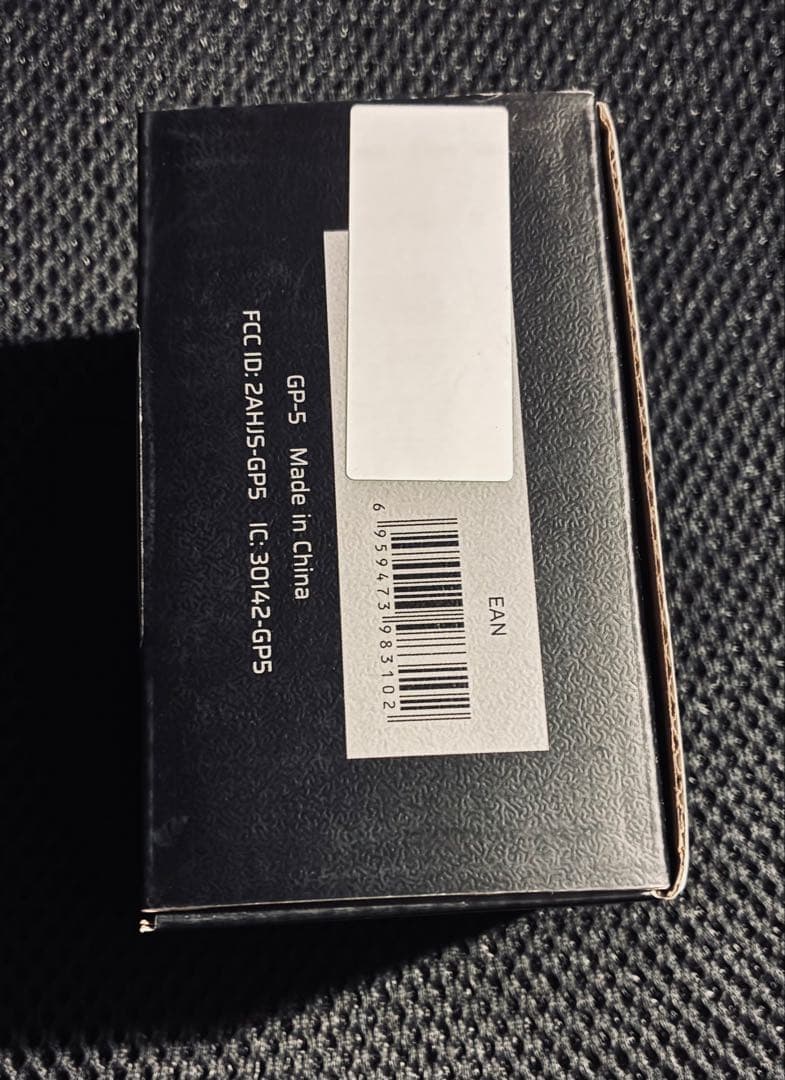 EAN
6 959473 983102
GP-5 Made in China
FCC ID: 2AHJS-GP5 IC: 30142-GP5